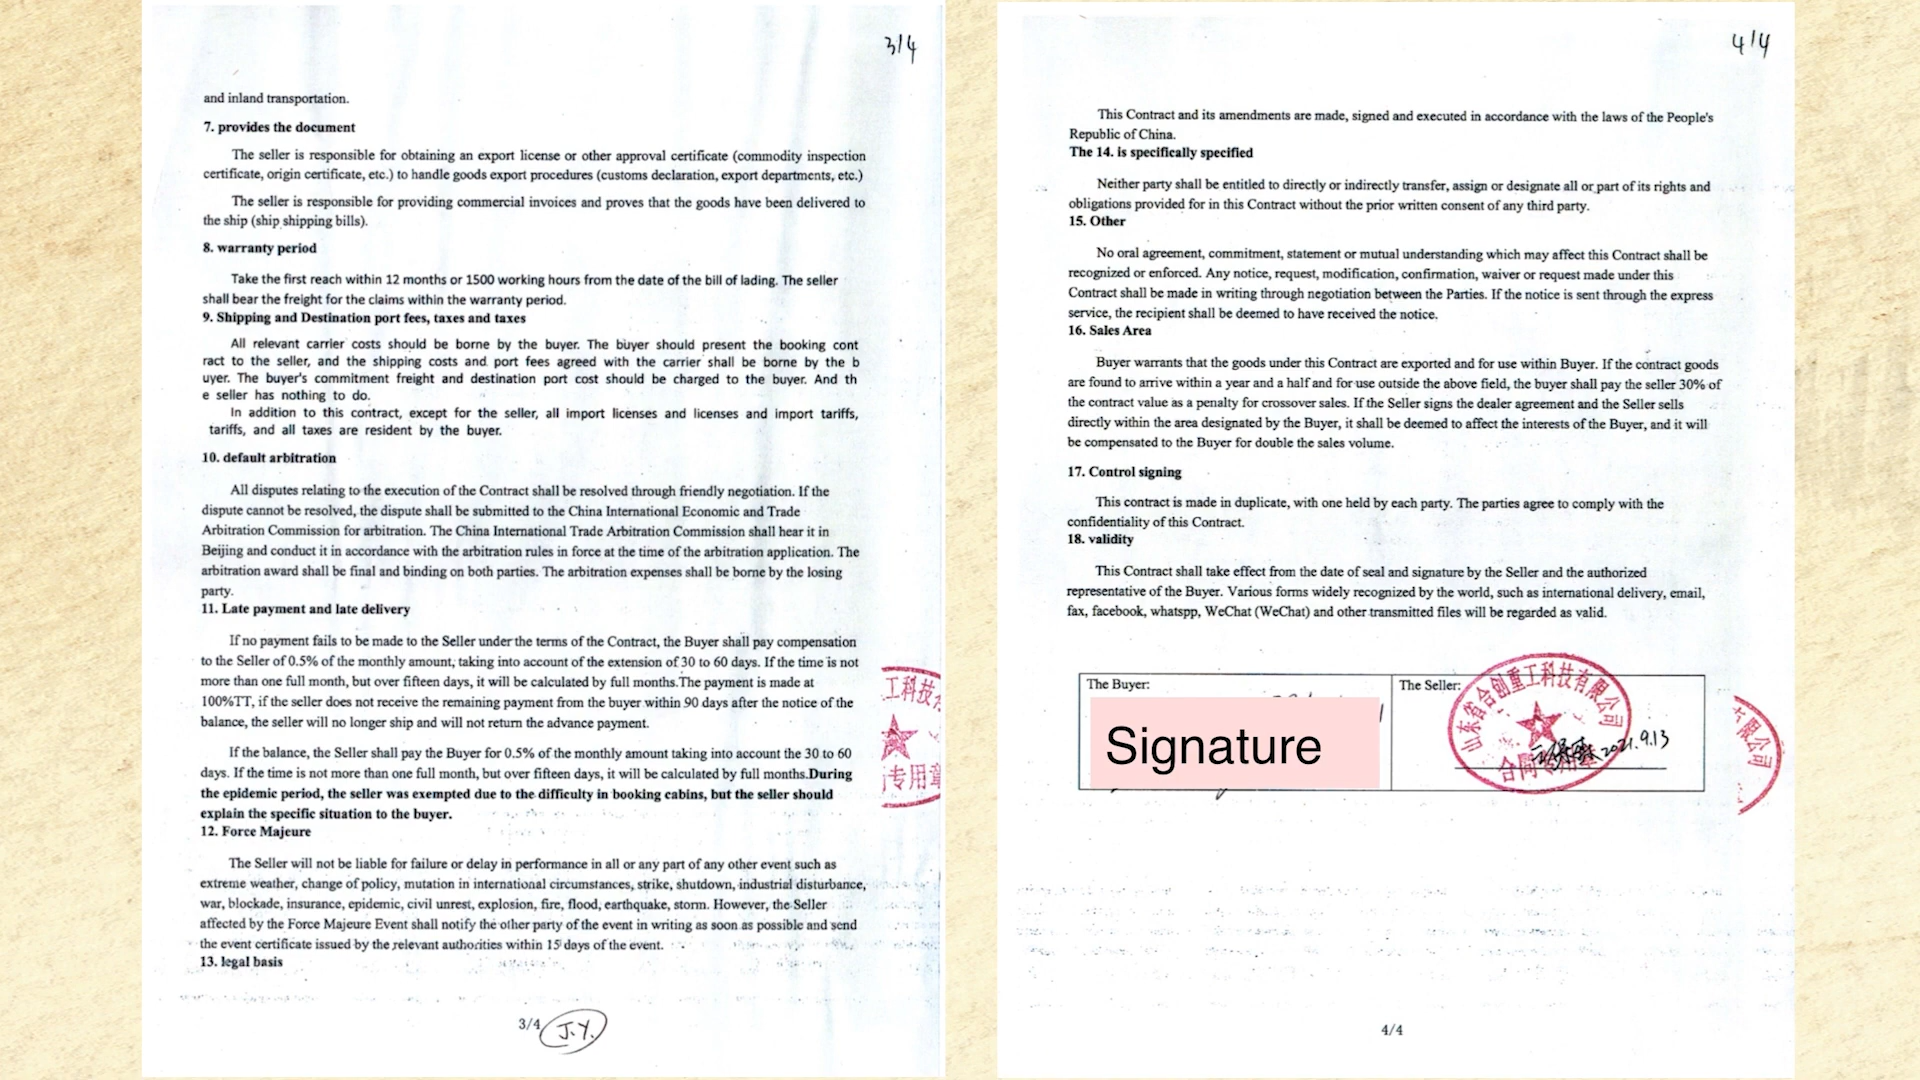 3/4
and inland transportation.
7. provides the document
The seller is responsible for obtaining an export license or other approval certificate (commodity inspection
certificate, origin certificate, etc.) to handle goods export procedures (customs declaration, export departments, etc.)
The seller is responsible for providing commercial invoices and proves that the goods have been delivered to
the ship (ship shipping bills).
8. warranty period
Take the first reach within 12 months or 1500 working hours from the date of the bill of lading. The seller
shall bear the freight for the claims within the warranty period.
9. Shipping and Destination port fees, taxes and taxes
All relevant carrier costs should be borne by the buyer. The buyer should present the booking cont
ract to the seller, and the shipping costs and port fees agreed with the carrier shall be borne by the b
uyer. The buyer's commitment freight and destination port cost should be charged to the buyer. And th
e seller has nothing to do.
In addition to this contract, except for the seller, all import licenses and licenses and import tariffs,
tariffs, and all taxes are resident by the buyer.
10. default arbitration
All disputes relating to the execution of the Contract shall be resolved through friendly negotiation. If the
dispute cannot be resolved, the dispute shall be submitted to the China International Economic and Trade
Arbitration Commission for arbitration. The China International Trade Arbitration Commission shall hear it in
Beijing and conduct it in accordance with the arbitration rules in force at the time of the arbitration application. The
arbitration award shall be final and binding on both parties. The arbitration expenses shall be borne by the losing
party.
11. Late payment and late delivery
If no payment fails to be made to the Seller under the terms of the Contract, the Buyer shall pay compensation
to the Seller of 0.5% of the monthly amount, taking into account of the extension of 30 to 60 days. If the time is not
more than one full month, but over fifteen days, it will be calculated by full months.The payment is made at
100%TT, if the seller does not receive the remaining payment from the buyer within 90 days after the notice of the
balance, the seller will no longer ship and will not return the advance payment.
If the balance, the Seller shall pay the Buyer for 0.5% of the monthly amount taking into account the 30 to 60
days. If the time is not more than one full month, but over fifteen days, it will be calculated by full months.During
the epidemic period, the seller was exempted due to the difficulty in booking cabins, but the seller should
explain the specific situation to the buyer.
12. Force Majeure
The Seller will not be liable for failure or delay in performance in all or any part of any other event such as
extreme weather, change of policy, mutation in international circumstances, strike, shutdown, industrial disturbance,
war, blockade, insurance, epidemic, civil unrest, explosion, fire, flood, earthquake, storm. However, the Seller
affected by the Force Majeure Event shall notify the other party of the event in writing as soon as possible and send
the event certificate issued by the relevant authorities within 15 days of the event.
13. legal basis
3/4
J.Y.
工科技
专用章
4/4
This Contract and its amendments are made, signed and executed in accordance with the laws of the People's
Republic of China.
The 14. is specifically specified
Neither party shall be entitled to directly or indirectly transfer, assign or designate all or part of its rights and
obligations provided for in this Contract without the prior written consent of any third party.
15. Other
No oral agreement, commitment, statement or mutual understanding which may affect this Contract shall be
recognized or enforced. Any notice, request, modification, confirmation, waiver or request made under this
Contract shall be made in writing through negotiation between the Parties. If the notice is sent through the express
service, the recipient shall be deemed to have received the notice.
16. Sales Area
Buyer warrants that the goods under this Contract are exported and for use within Buyer. If the contract goods
are found to arrive within a year and a half and for use outside the above field, the buyer shall pay the seller 30% of
the contract value as a penalty for crossover sales. If the Seller signs the dealer agreement and the Seller sells
directly within the area designated by the Buyer, it shall be deemed to affect the interests of the Buyer, and it will
be compensated to the Buyer for double the sales volume.
17. Control signing
This contract is made in duplicate, with one held by each party. The parties agree to comply with the
confidentiality of this Contract.
18. validity
This Contract shall take effect from the date of seal and signature by the Seller and the authorized
representative of the Buyer. Various forms widely recognized by the world, such as international delivery, email,
fax, facebook, whatspp, WeChat (WeChat) and other transmitted files will be regarded as valid.
The Buyer:
Signature
The Seller:
山东省合创重工科技有限公司
合同专用章
2021.9.13
有限公司
4/4